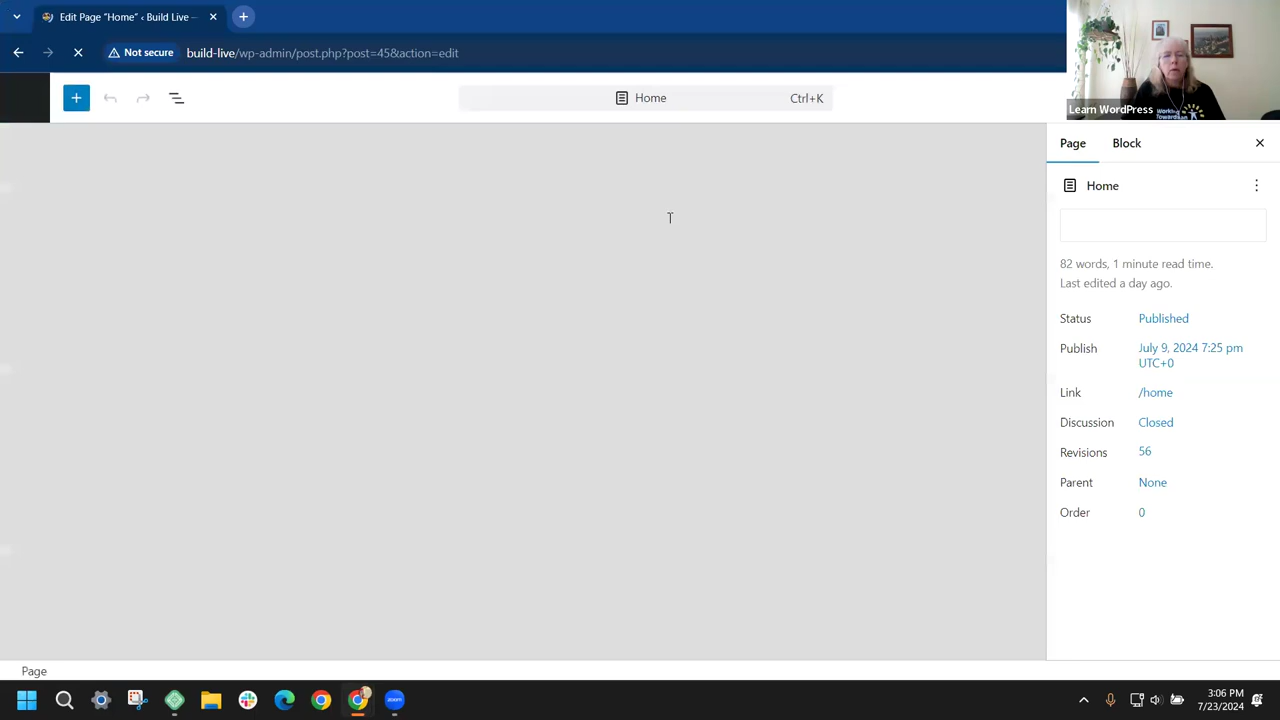 Edit Page “Home” ‹ Build Live –
Not secure
build-live/wp-admin/post.php?post=45&action=edit
Home
Ctrl+K
Learn WordPress
Working
Page
Block
Home
82 words, 1 minute read time.
Last edited a day ago.
Status
Published
Publish
July 9, 2024 7:25 pm
UTC+0
Link
/home
Discussion
Closed
Revisions
56
Parent
None
Order
0
Page
zoom
3:06 PM
7/23/2024